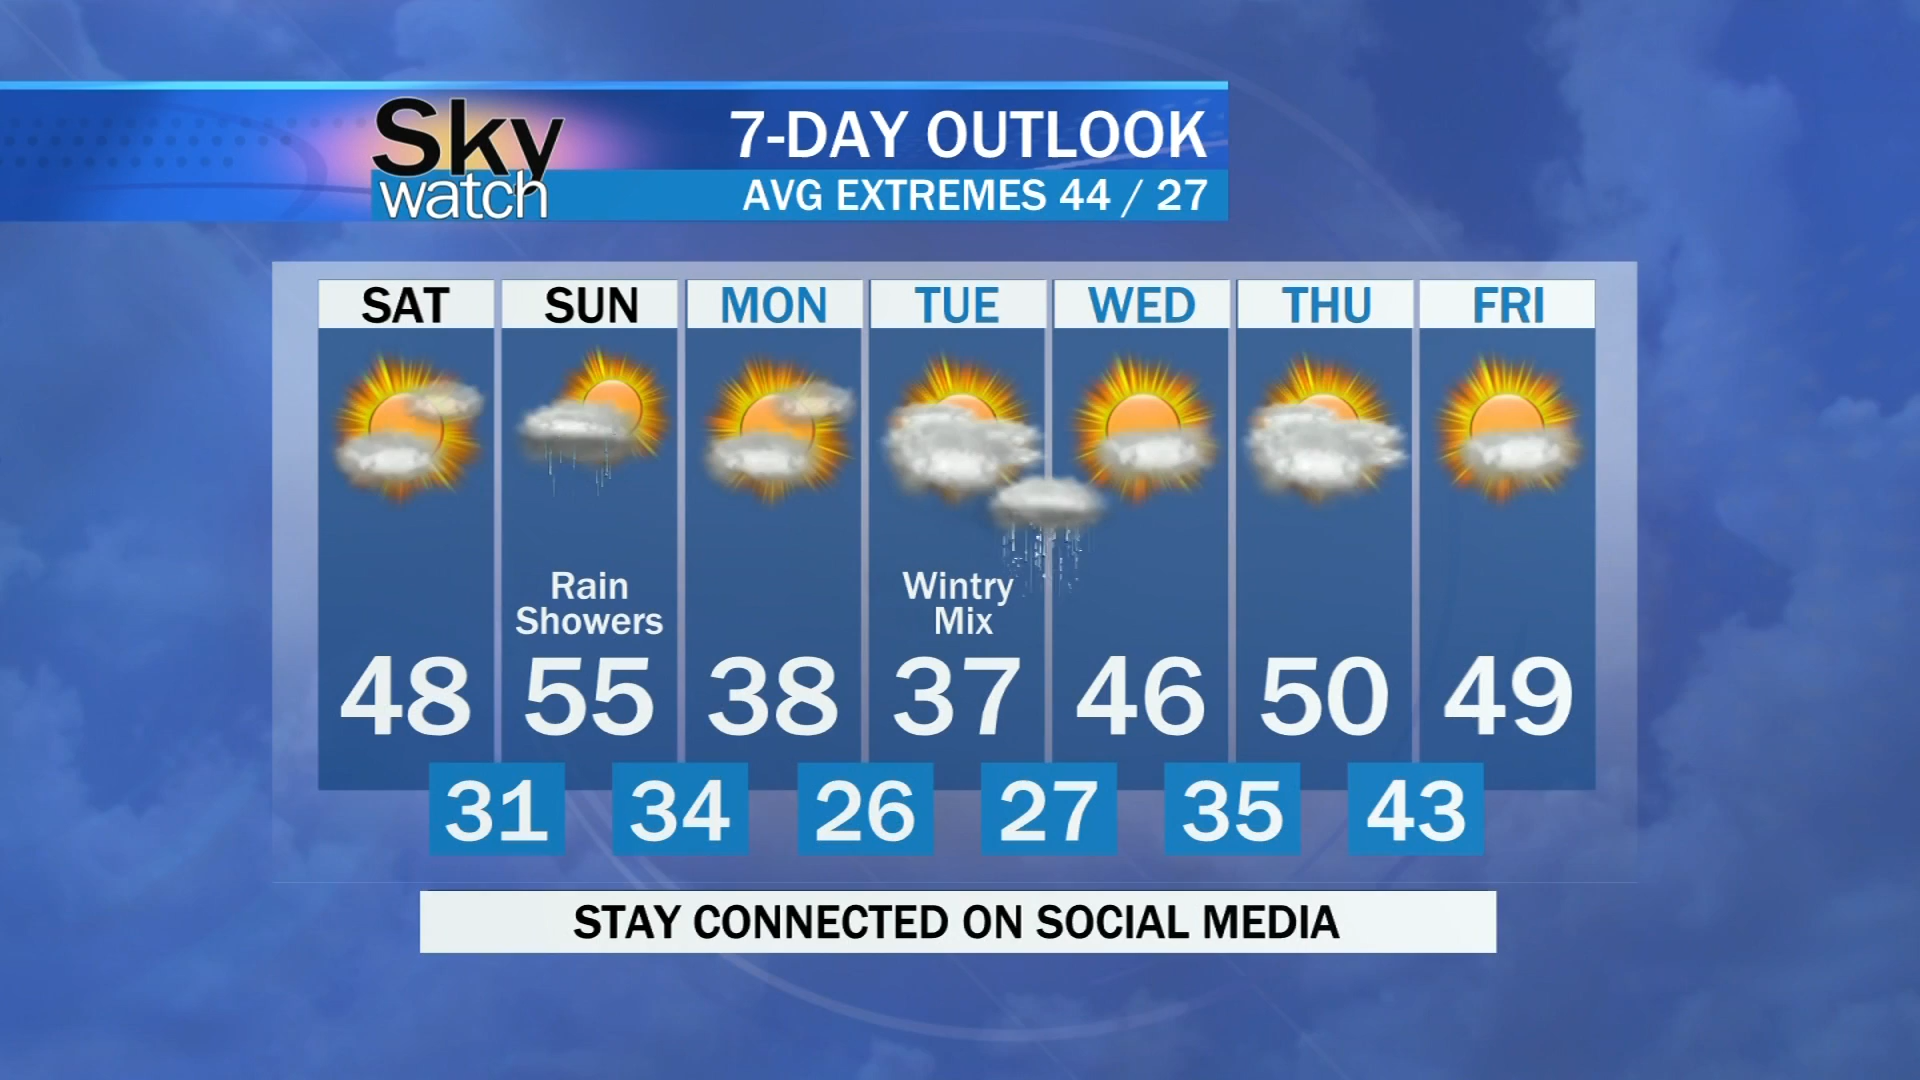 Sky
watch
7-DAY OUTLOOK
AVG EXTREMES 44 / 27
SAT SUN MON TUE WED THU FRI
Rain
Showers
Wintry
Mix
48 55 38 37 46 50 49
31 34 26 27 35 43
STAY CONNECTED ON SOCIAL MEDIA